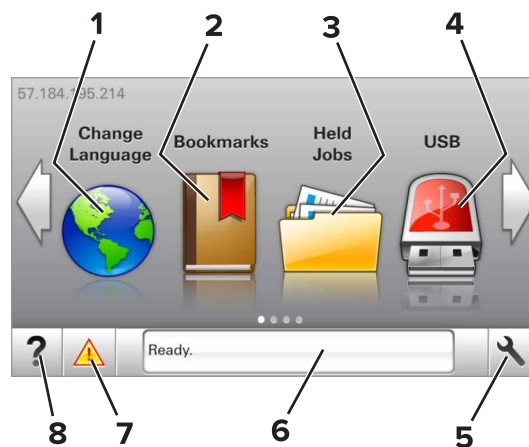 1 2 3 4
57.184.195.214
Change
Language
Bookmarks
Held
Jobs
USB
?
Ready.
8 7 6 5